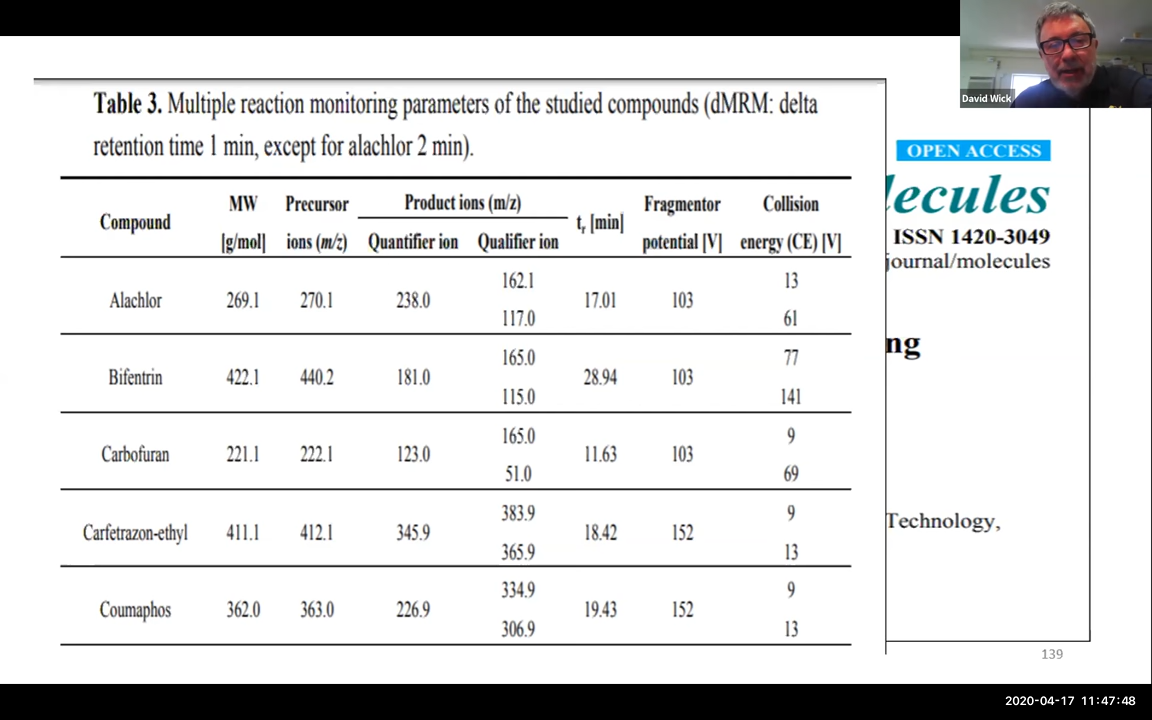 David Wick
Table 3. Multiple reaction monitoring parameters of the studied compounds (dMRM: delta
retention time 1 min, except for alachlor 2 min).
Compound MW [g/mol] Precursor ions (m/z) Product ions (m/z) Quantifier ion Qualifier ion tr [min] Fragmentor potential [V] Collision energy (CE) [V]
Alachlor 269.1 270.1 238.0 162.1 17.01 103 13
117.0 61
Bifentrin 422.1 440.2 181.0 165.0 28.94 103 77
115.0 141
Carbofuran 221.1 222.1 123.0 165.0 11.63 103 9
51.0 69
Carfetrazon-ethyl 411.1 412.1 345.9 383.9 18.42 152 9
365.9 13
Coumaphos 362.0 363.0 226.9 334.9 19.43 152 9
306.9 13
OPEN ACCESS
lecules
ISSN 1420-3049
journal/molecules
ng
Technology,
139
2020-04-17 11:47:48